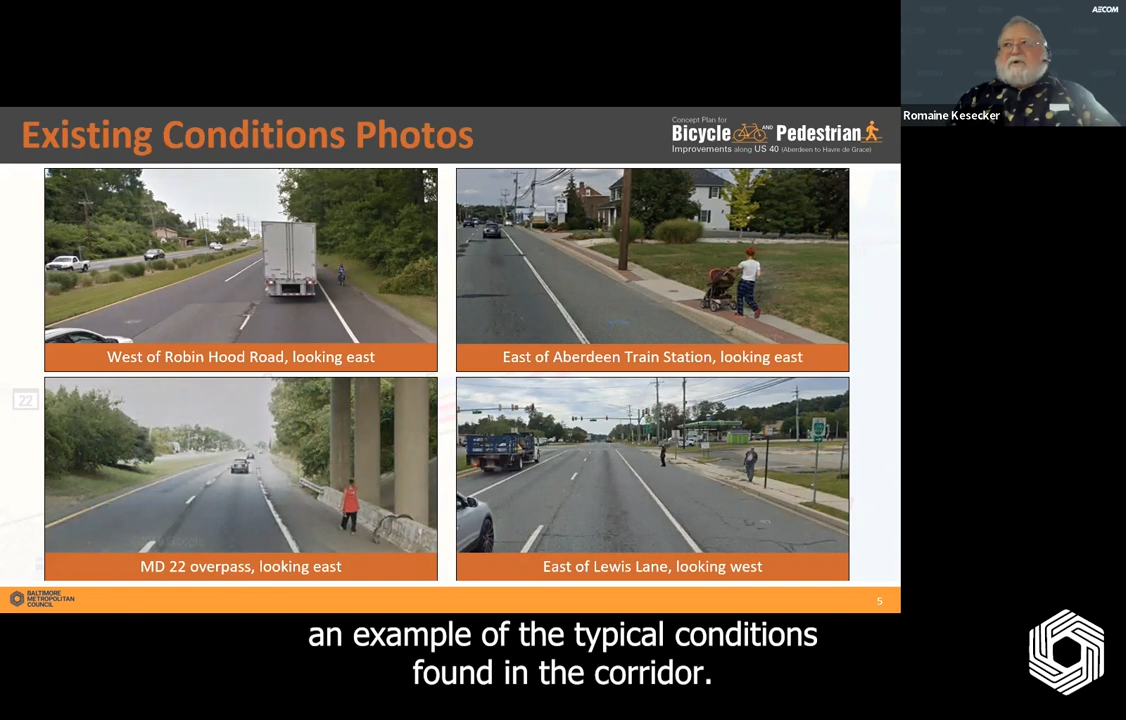 AECOM
Romaine Kesecker
Existing Conditions Photos
Concept Plan for
Bicycle AND Pedestrian
Improvements along US 40 (Aberdeen to Havre de Grace)
West of Robin Hood Road, looking east
East of Aberdeen Train Station, looking east
22
MD 22 overpass, looking east
East of Lewis Lane, looking west
BALTIMORE
METROPOLITAN
COUNCIL
5
an example of the typical conditions
found in the corridor.